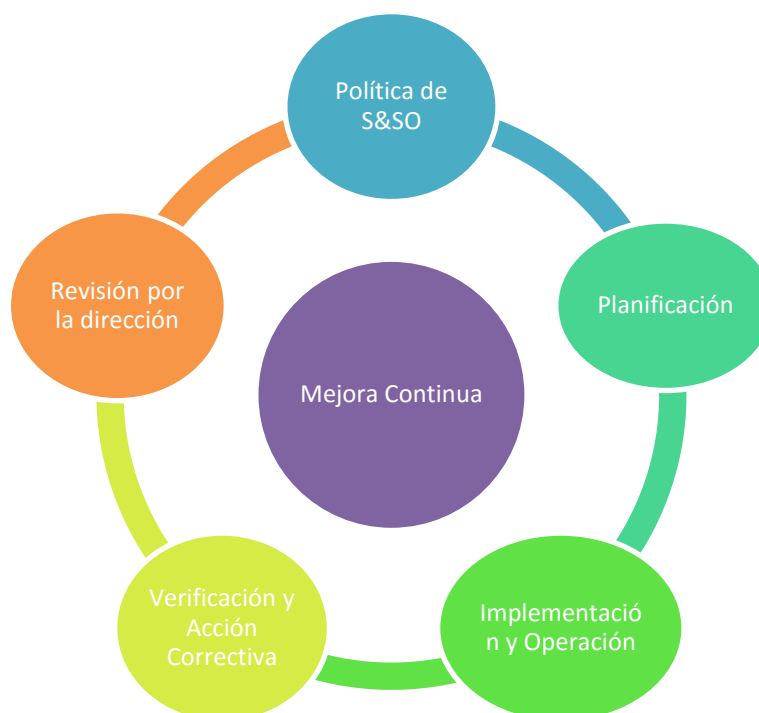 Política de
S&SO
Planificación
Implementació
n y Operación
Verificación y
Acción
Correctiva
Revisión por
la dirección
Mejora Continua